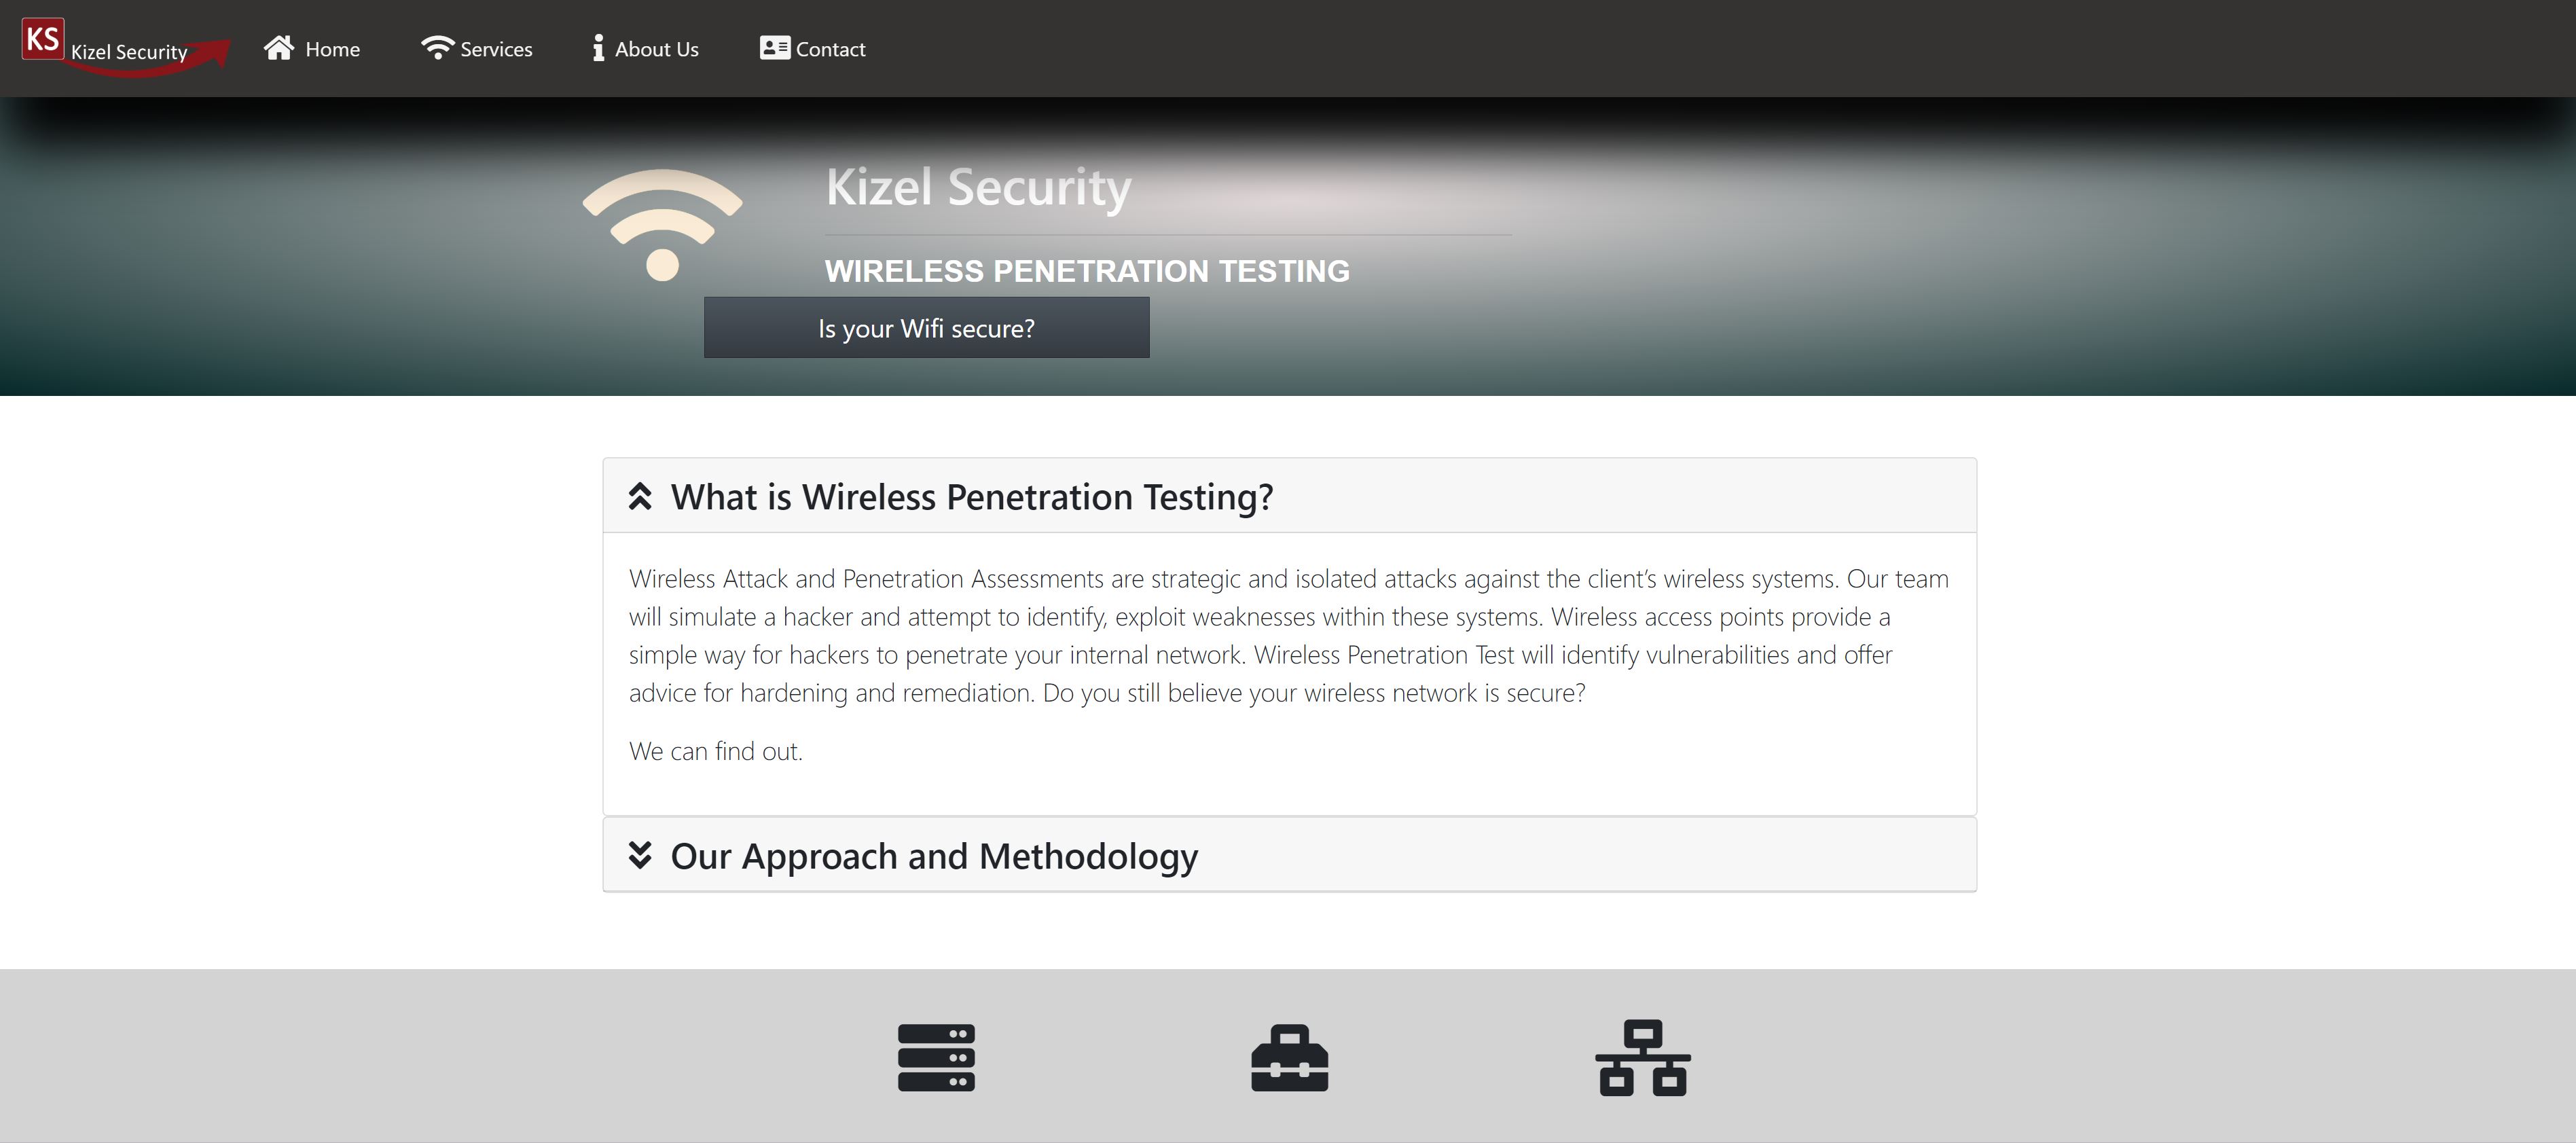 KS Kizel Security
Home
Services
About Us
Contact
Kizel Security
WIRELESS PENETRATION TESTING
Is your Wifi secure?
What is Wireless Penetration Testing?
Wireless Attack and Penetration Assessments are strategic and isolated attacks against the client’s wireless systems. Our team
will simulate a hacker and attempt to identify, exploit weaknesses within these systems. Wireless access points provide a
simple way for hackers to penetrate your internal network. Wireless Penetration Test will identify vulnerabilities and offer
advice for hardening and remediation. Do you still believe your wireless network is secure?
We can find out.
Our Approach and Methodology